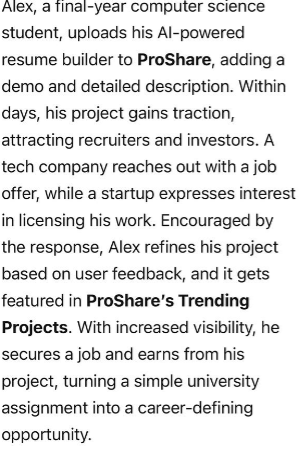 Alex, a final-year computer science
student, uploads his AI-powered
resume builder to ProShare, adding a
demo and detailed description. Within
days, his project gains traction,
attracting recruiters and investors. A
tech company reaches out with a job
offer, while a startup expresses interest
in licensing his work. Encouraged by
the response, Alex refines his project
based on user feedback, and it gets
featured in ProShare’s Trending
Projects. With increased visibility, he
secures a job and earns from his
project, turning a simple university
assignment into a career-defining
opportunity.